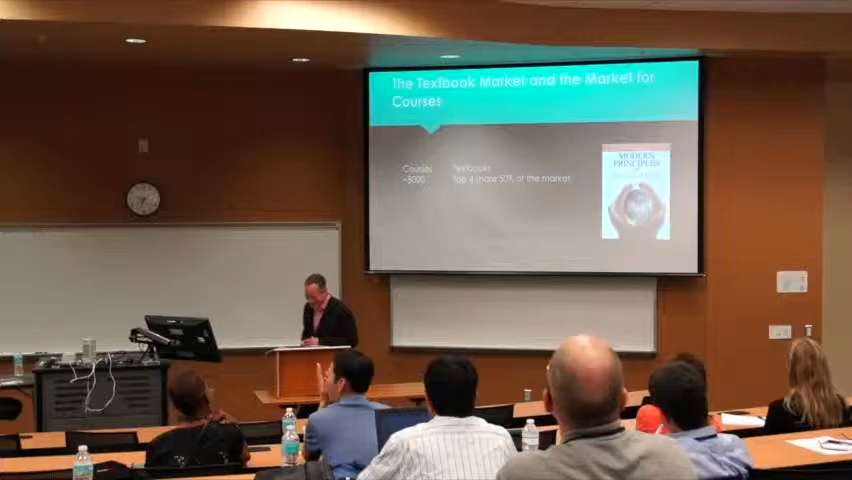 The Textbook Market and the Market for
Courses
Courses
~8000
Textbooks
Top 4 share 50% of the market
MODERN
PRINCIPLES